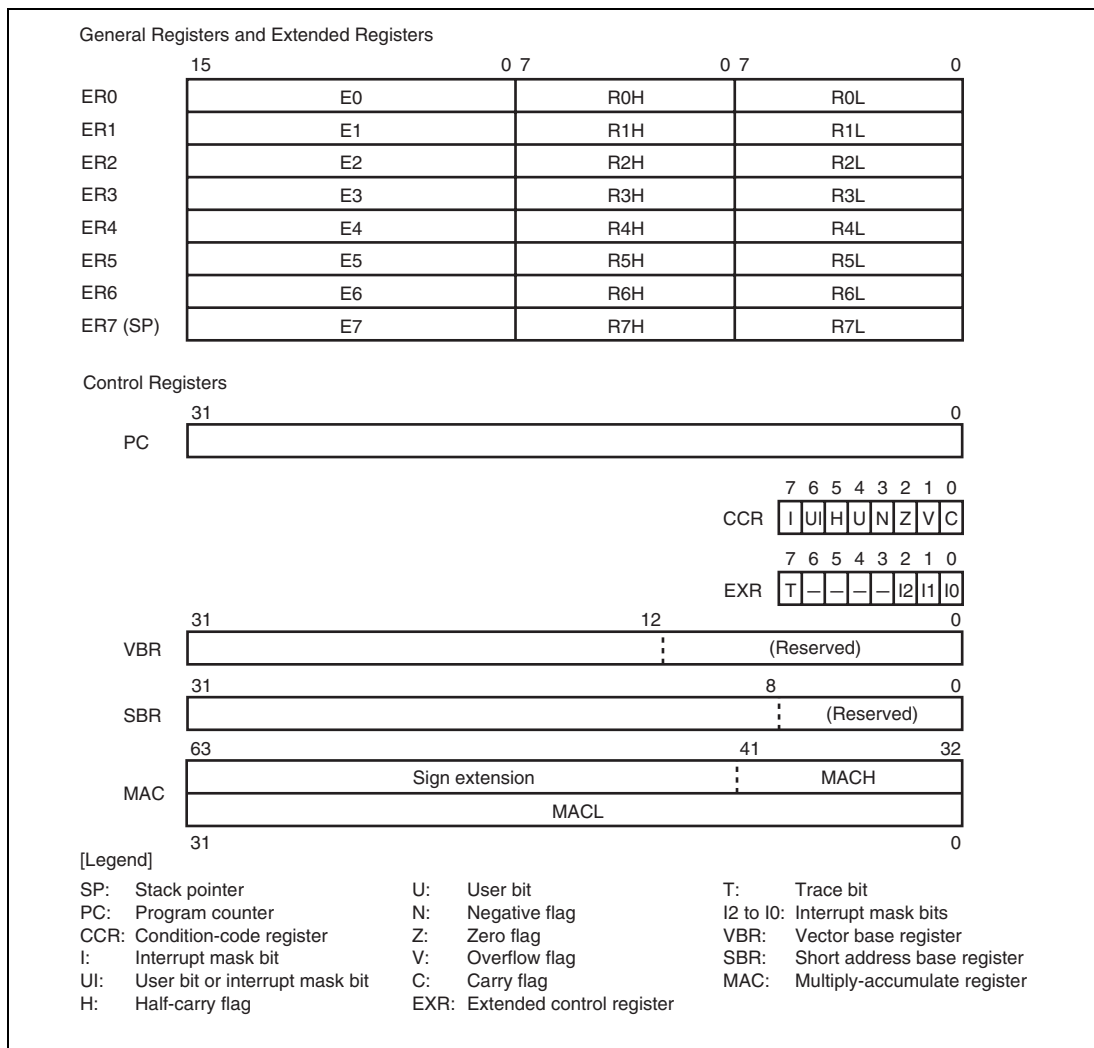 General Registers and Extended Registers
15 0 7 0 7 0
ER0 E0 R0H R0L
ER1 E1 R1H R1L
ER2 E2 R2H R2L
ER3 E3 R3H R3L
ER4 E4 R4H R4L
ER5 E5 R5H R5L
ER6 E6 R6H R6L
ER7 (SP) E7 R7H R7L
Control Registers
31 0
PC
7 6 5 4 3 2 1 0
CCR I UI H U N Z V C
7 6 5 4 3 2 1 0
EXR T — — — — I2 I1 I0
31 12 0
VBR (Reserved)
31 8 0
SBR (Reserved)
63 41 32
Sign extension MACH
MAC
MACL
31 0
[Legend]
SP: Stack pointer U: User bit T: Trace bit
PC: Program counter N: Negative flag I2 to I0: Interrupt mask bits
CCR: Condition-code register Z: Zero flag VBR: Vector base register
I: Interrupt mask bit V: Overflow flag SBR: Short address base register
UI: User bit or interrupt mask bit C: Carry flag MAC: Multiply-accumulate register
H: Half-carry flag EXR: Extended control register